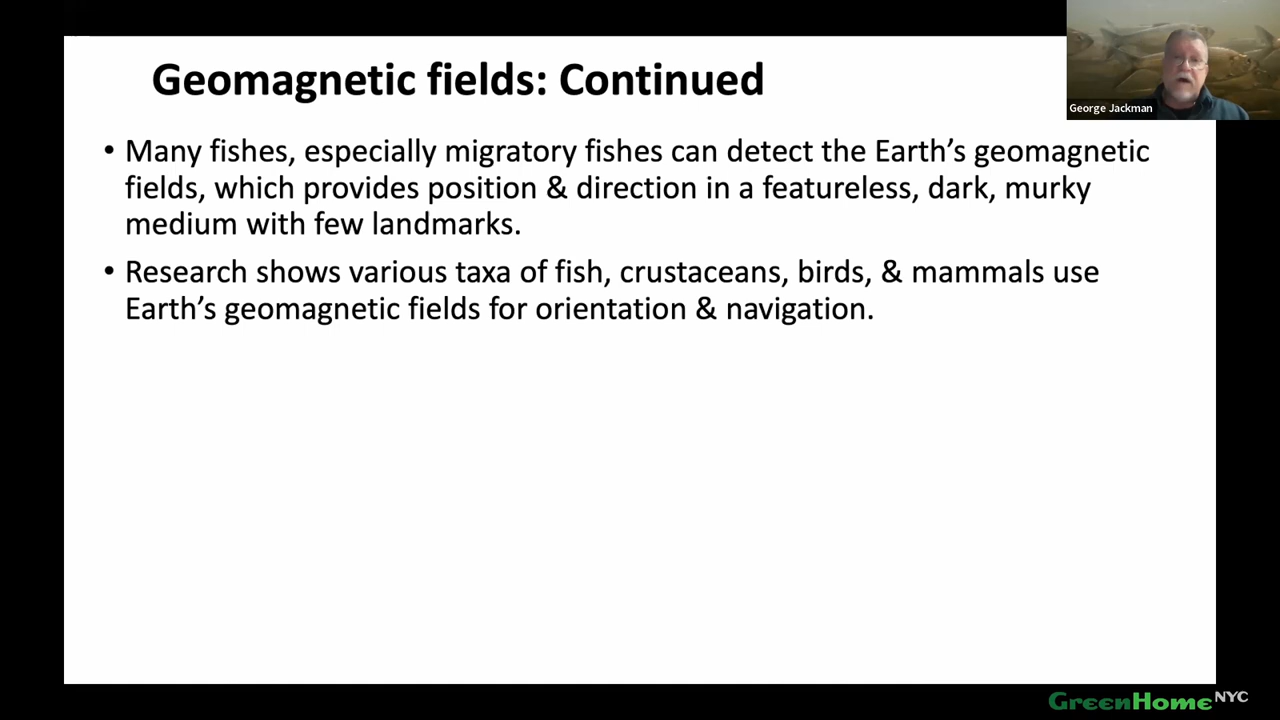 Geomagnetic fields: Continued
George Jackman
• Many fishes, especially migratory fishes can detect the Earth’s geomagnetic
fields, which provides position & direction in a featureless, dark, murky
medium with few landmarks.
• Research shows various taxa of fish, crustaceans, birds, & mammals use
Earth’s geomagnetic fields for orientation & navigation.
GreenHomeNYC